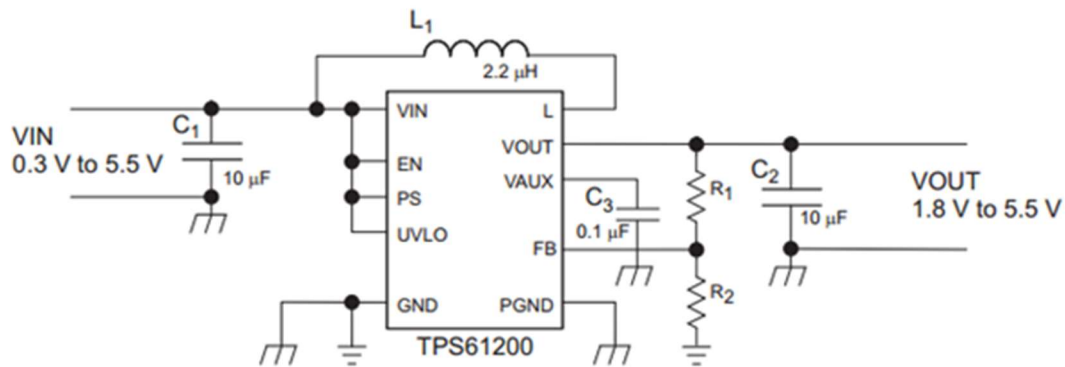 L1
2.2 µH
VIN
0.3 V to 5.5 V
C1
10 µF
VIN
EN
PS
UVLO
GND
L
VOUT
VAUX
FB
PGND
TPS61200
C3
0.1 µF
R1
R2
C2
10 µF
VOUT
1.8 V to 5.5 V